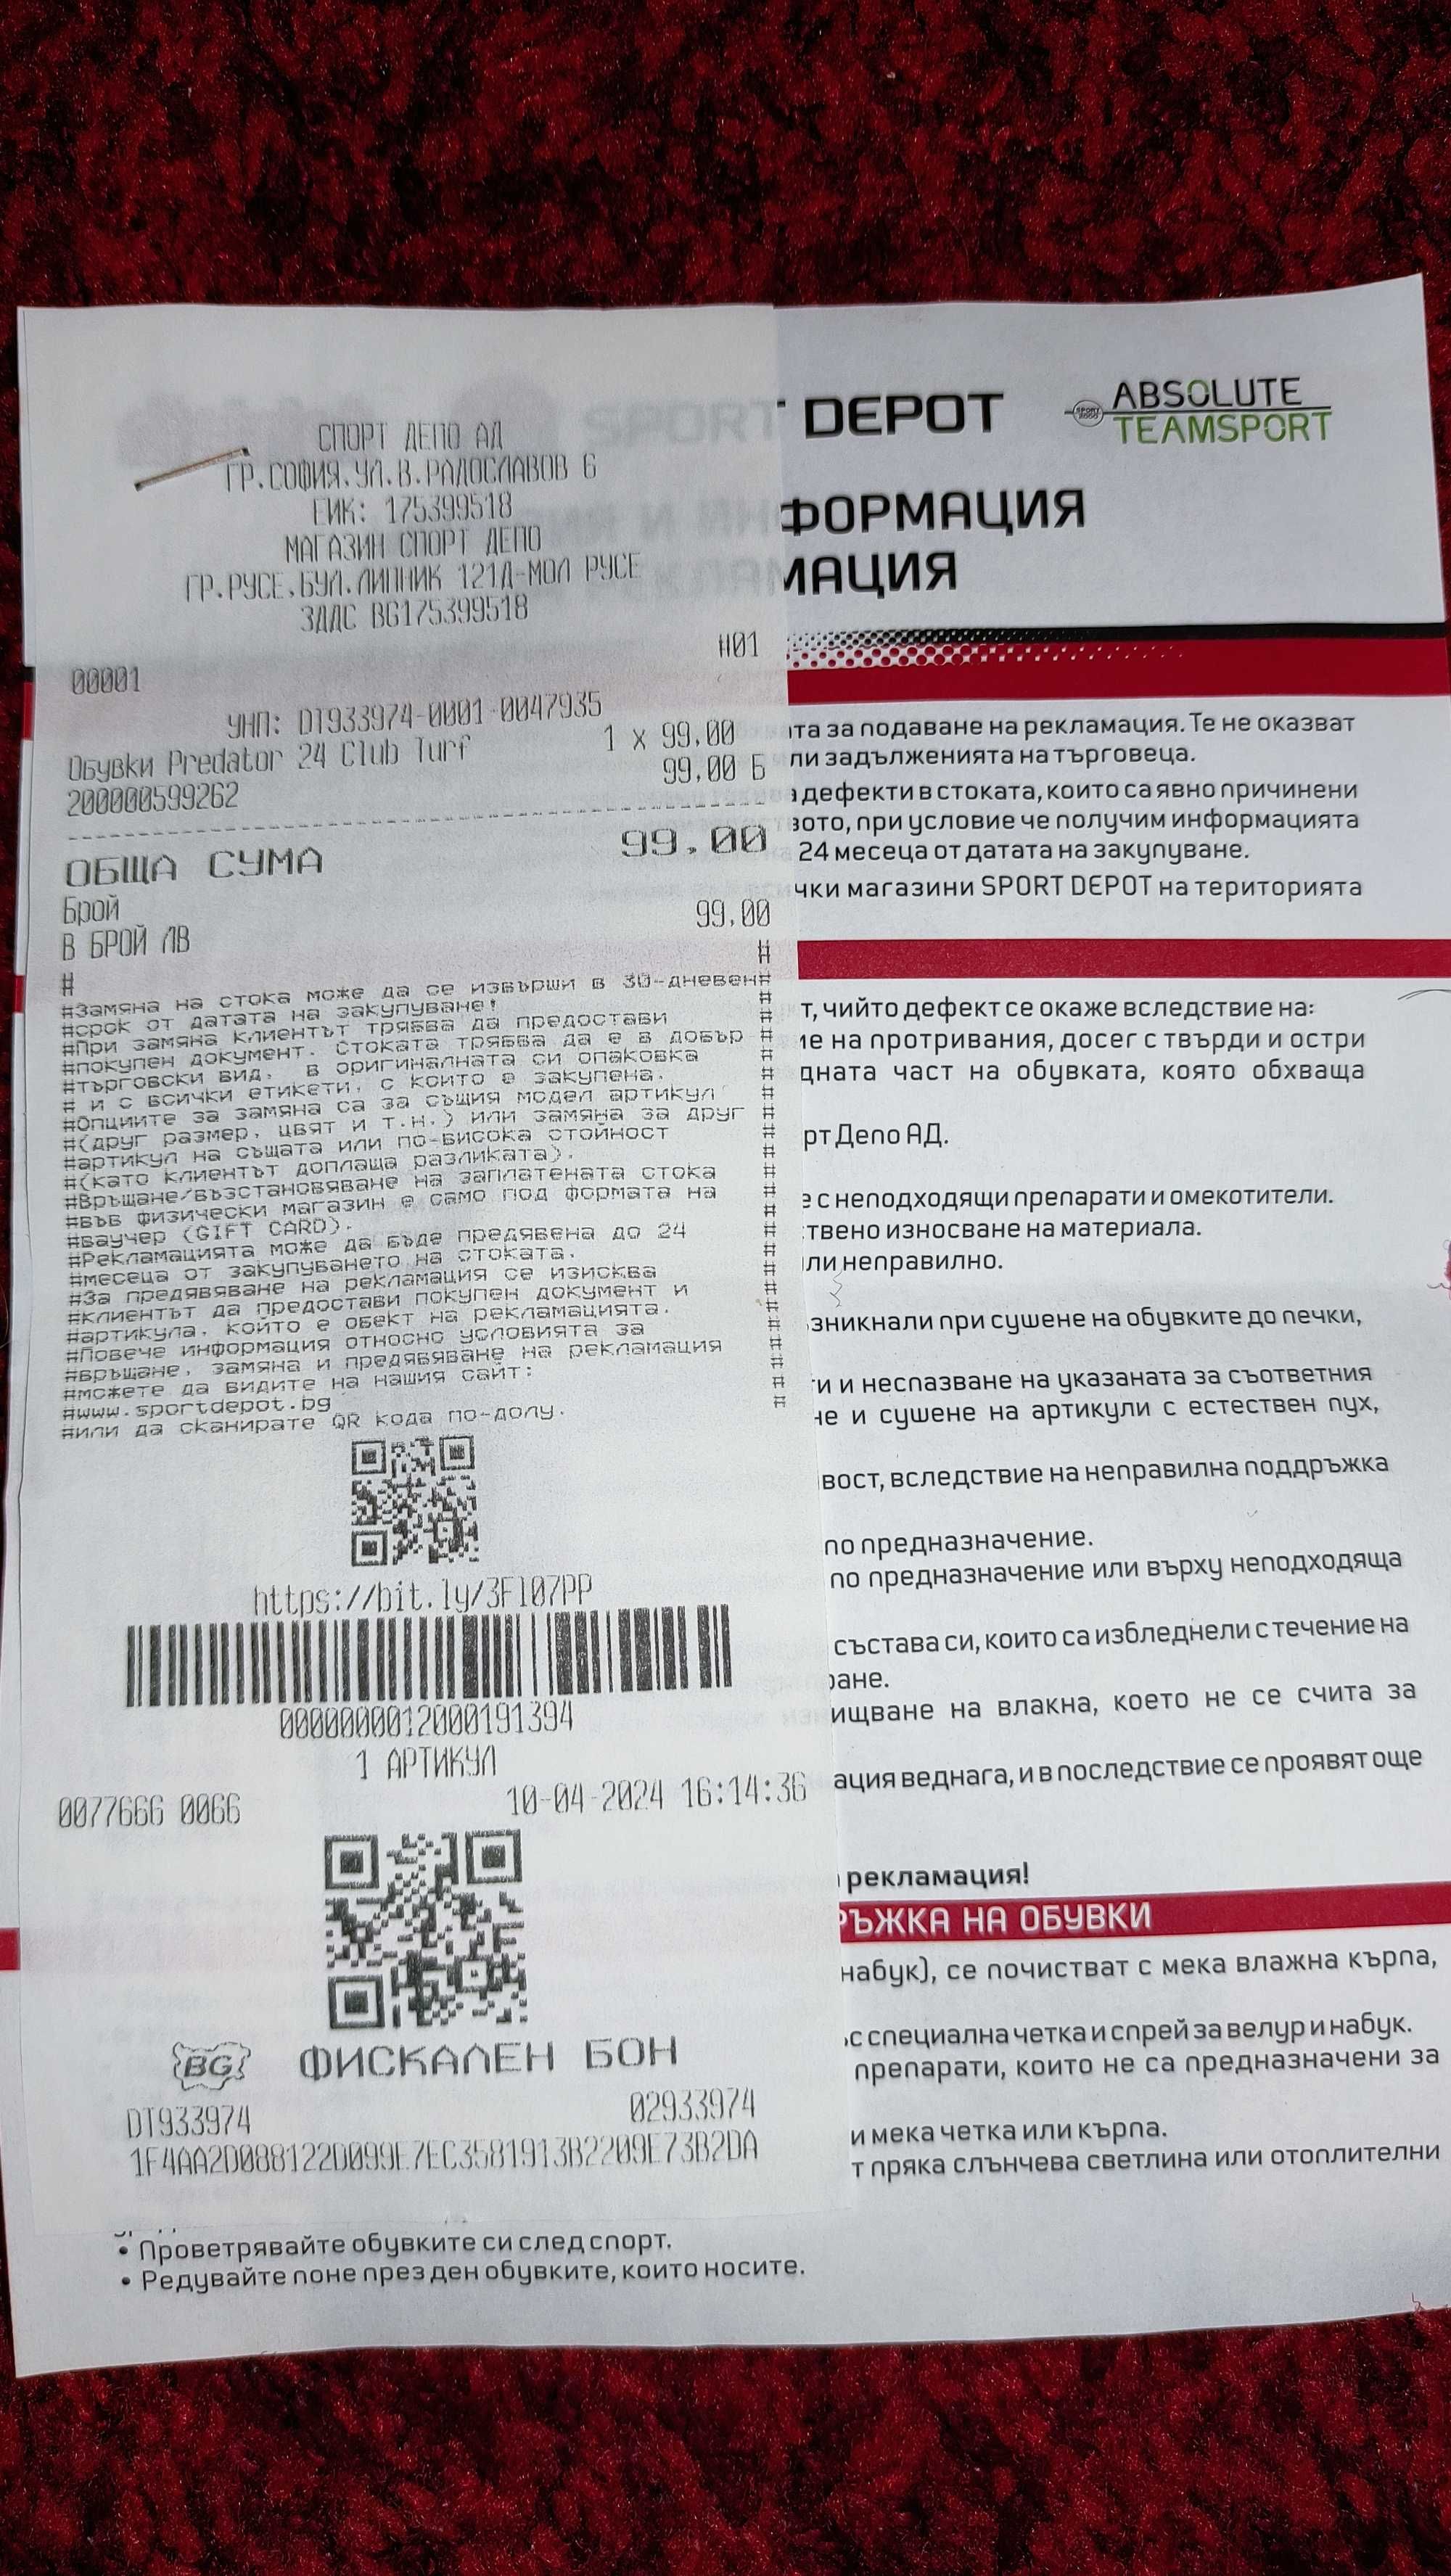 СПОРТ ДЕПО АД
ГР.СОФИЯ.УЛ.В.РАДОСЛАВОВ 6
ЕИК: 175399518
МАГАЗИН СПОРТ ДЕПО
ГР.РУСЕ,БУЛ.ЛИПНИК 121Д-МОЛ РУСЕ
ЗДДС BG175399518
00001 #01
УНП: DT933974-0001-0047935
1 x 99,00
Обувки Predator 24 Club Turf
99,00 Б
200000599262
ОБЩА СУМА 99,00
Брой 99,00
В БРОЙ ЛВ
# #
#Замяна на стока може да се извърши в 30-дневен#
#срок от датата на закупуване! #
#При замяна клиентът трябва да предостави #
#покупен документ. Стоката трябва да е в добър #
#търговски вид, в оригиналната си опаковка #
# и с всички етикети, с които е закупена. #
#Опциите за замяна са за същия модел артикул #
#(друг размер, цвят и т.н.) или замяна за друг #
#артикул на същата или по-висока стойност #
#(като клиентът доплаща разликата). #
#Връщане/възстановяване на заплатената стока #
#във физически магазин е само под формата на #
#ваучер (GIFT CARD). #
#Рекламацията може да бъде предявена до 24 #
#месеца от закупуването на стоката. #
#За предявяване на рекламация се изисква #
#клиентът да предостави покупен документ и #
#артикула, който е обект на рекламацията. #
#Повече информация относно условията за #
#връщане, замяна и предявяване на рекламация #
#можете да видите на нашия сайт: #
#www.sportdepot.bg #
#или да сканирате QR кода по-долу. #
https://bit.ly/3F107PP
0000000012000191394
1 АРТИКУЛ
0077666 0066 10-04-2024 16:14:36
BG ФИСКАЛЕН БОН
DT933974 02933974
1F4AA2D088122D099E7EC3581913B2209E73B2DA
DEPOT
SPORT 2000 ABSOLUTE
TEAMSPORT
ФОРМАЦИЯ
МАЦИЯ
та за подаване на рекламация. Те не оказват
ли задълженията на търговеца.
дефекти в стоката, които са явно причинени
вото, при условие че получим информацията
24 месеца от датата на закупуване.
чки магазини SPORT DEPOT на територията
т, чийто дефект се окаже вследствие на:
ие на протривания, досег с твърди и остри
дната част на обувката, която обхваща
рт Депо АД.
е с неподходящи препарати и омекотители.
твено износване на материала.
ли неправилно.
зникнали при сушене на обувките до печки,
ти и неспазване на указаната за съответния
не и сушене на артикули с естествен пух,
вост, вследствие на неправилна поддръжка
по предназначение.
по предназначение или върху неподходяща
състава си, които са избледнели с течение на
ране.
ищване на влакна, което не се счита за
ация веднага, и в последствие се проявят още
рекламация!
РЪЖКА НА ОБУВКИ
набук), се почистват с мека влажна кърпа,
с специална четка и спрей за велур и набук.
препарати, които не са предназначени за
и мека четка или кърпа.
т пряка слънчева светлина или отоплителни
• Проветрявайте обувките си след спорт.
• Редувайте поне през ден обувките, които носите.